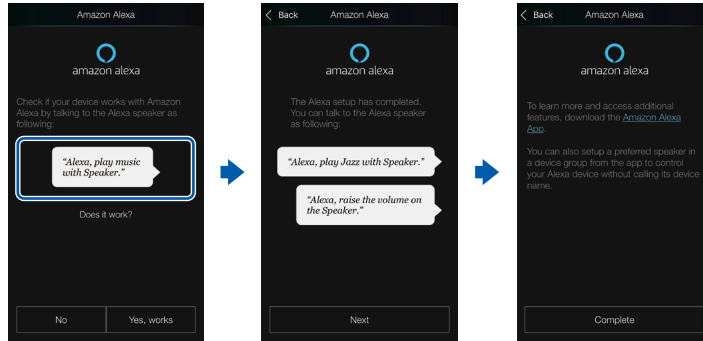 Amazon Alexa
amazon alexa
Check if your device works with Amazon
Alexa by talking to the Alexa speaker as
following:
“Alexa, play music
with Speaker.”
Does it work?
No
Yes, works
Back
Amazon Alexa
amazon alexa
The Alexa setup has completed.
You can talk to the Alexa speaker
as following:
“Alexa, play Jazz with Speaker.”
“Alexa, raise the volume on
the Speaker.”
Next
Back
Amazon Alexa
amazon alexa
To learn more and access additional
features, download the Amazon Alexa
App.
You can also setup a preferred speaker in
a device group from the app to control
your Alexa device without calling its device
name.
Complete